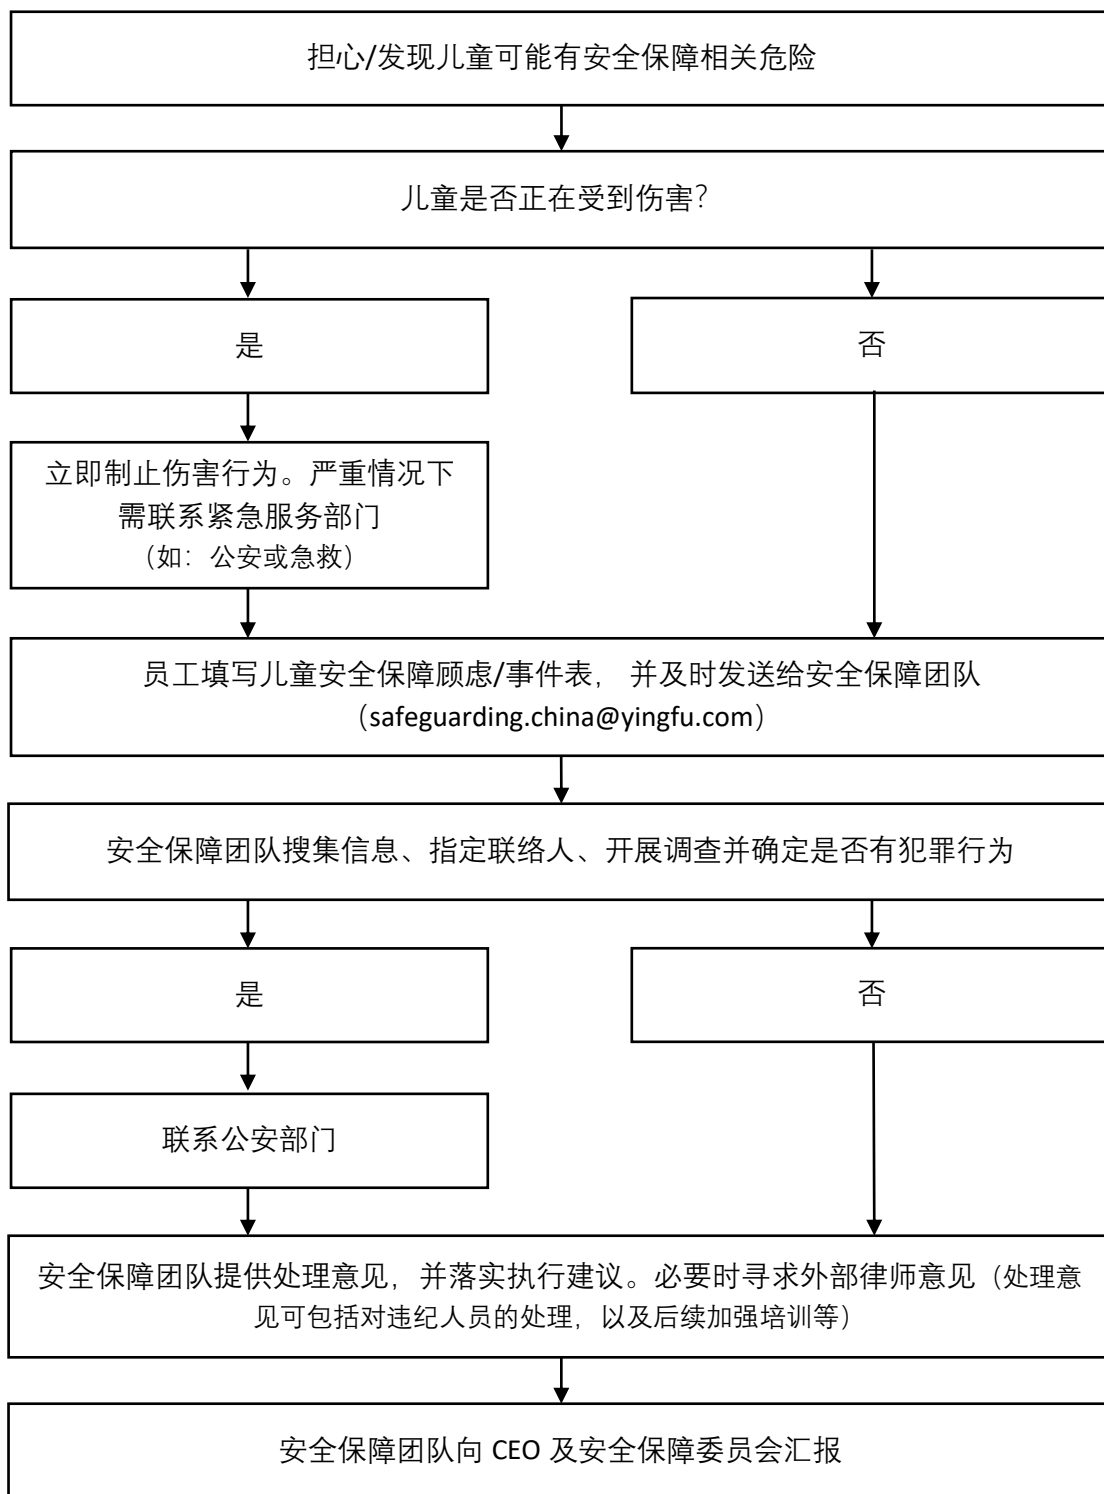 担心/发现儿童可能有安全保障相关危险
儿童是否正在受到伤害？
是
否
立即制止伤害行为。严重情况下
需联系紧急服务部门
（如：公安或急救）
员工填写儿童安全保障顾虑/事件表， 并及时发送给安全保障团队
（safeguarding.china@yingfu.com）
安全保障团队搜集信息、指定联络人、开展调查并确定是否有犯罪行为
是
否
联系公安部门
安全保障团队提供处理意见，并落实执行建议。必要时寻求外部律师意见（处理意
见可包括对违纪人员的处理，以及后续加强培训等）
安全保障团队向 CEO 及安全保障委员会汇报